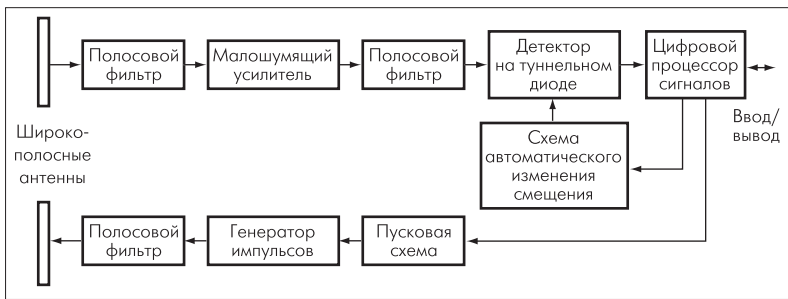 Полосовой
фильтр
Малошумящий
усилитель
Полосовой
фильтр
Детектор
на туннельном
диоде
Цифровой
процессор
сигналов
Ввод/
вывод
Широко-
полосные
антенны
Схема
автоматического
изменения
смещения
Полосовой
фильтр
Генератор
импульсов
Пусковая
схема